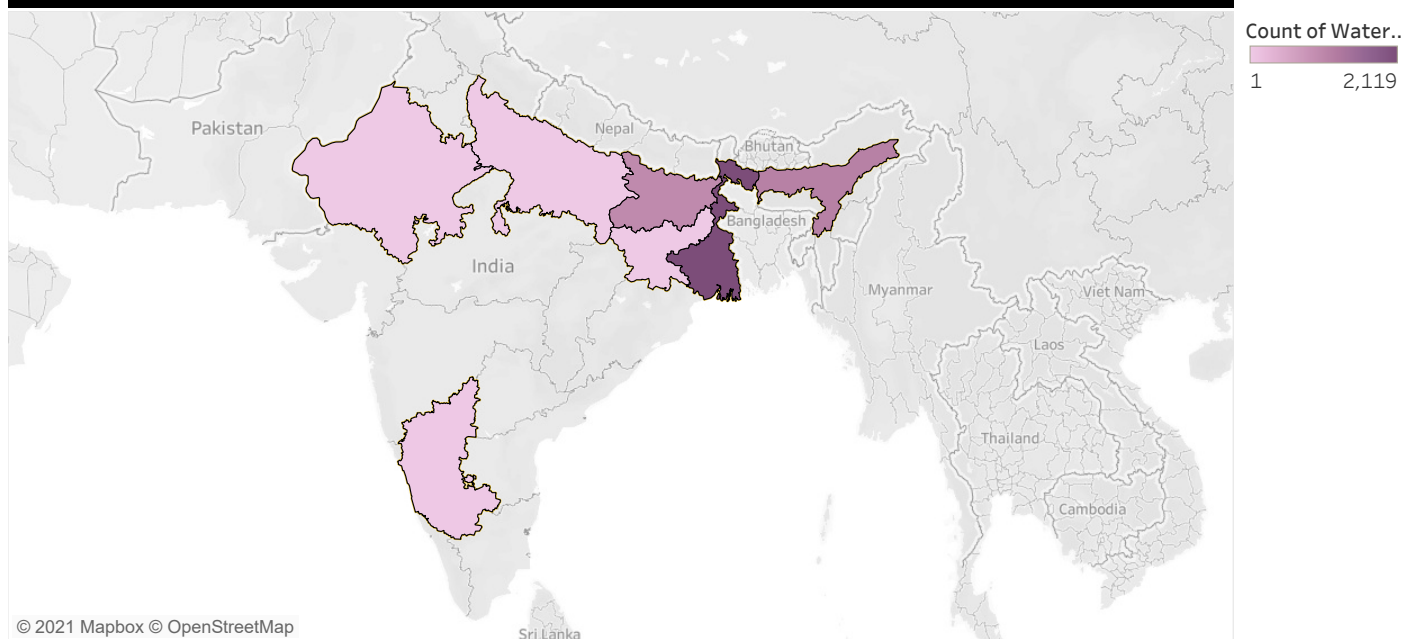 Count of Water..
1 2,119
Pakistan
Nepal
Bhutan
Bangladesh
India
Myanmar
Viet Nam
Laos
Thailand
Cambodia
Sri Lanka
© 2021 Mapbox © OpenStreetMap